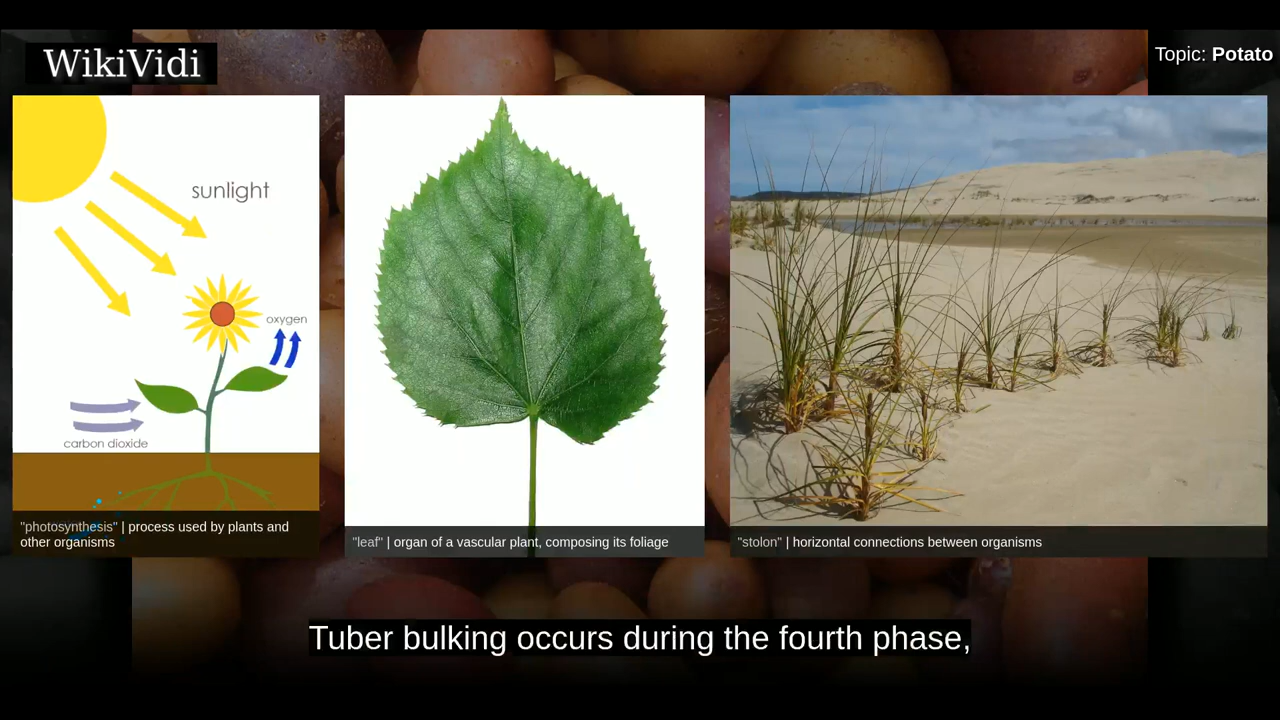 WikiVidi
Topic: Potato
sunlight
oxygen
carbon dioxide
"photosynthesis" | process used by plants and
other organisms
"leaf" | organ of a vascular plant, composing its foliage
"stolon" | horizontal connections between organisms
Tuber bulking occurs during the fourth phase,